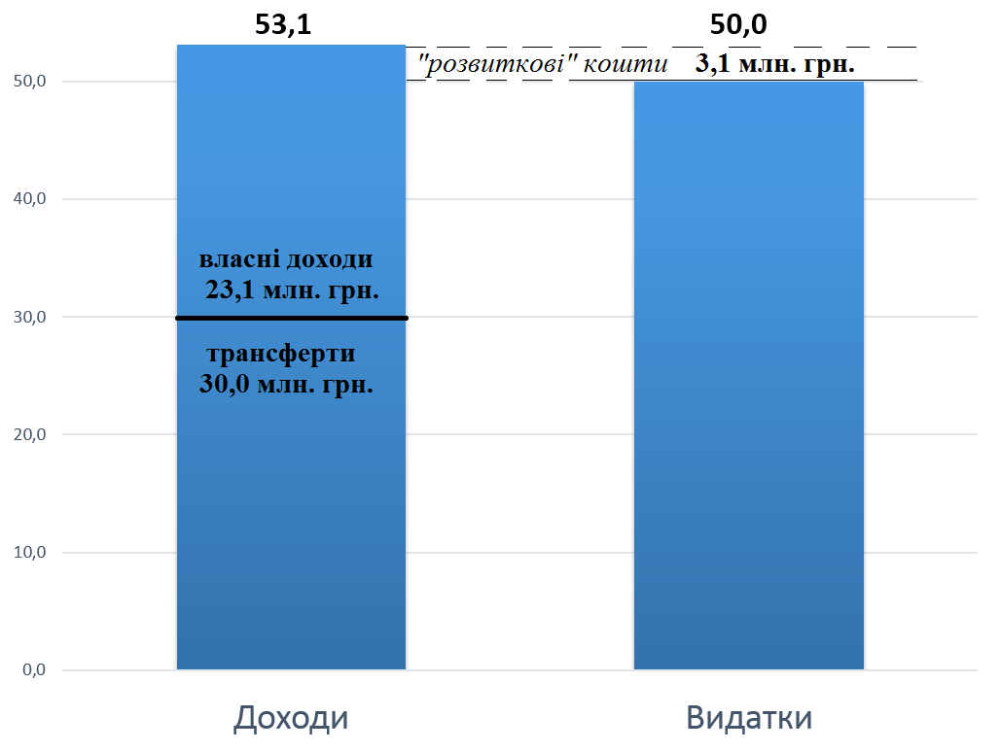 53,1
50,0
"розвиткові" кошти 3,1 млн. грн.
50,0
40,0
власні доходи
23,1 млн. грн.
30,0
трансферти
30,0 млн. грн.
20,0
10,0
0,0
Доходи
Видатки